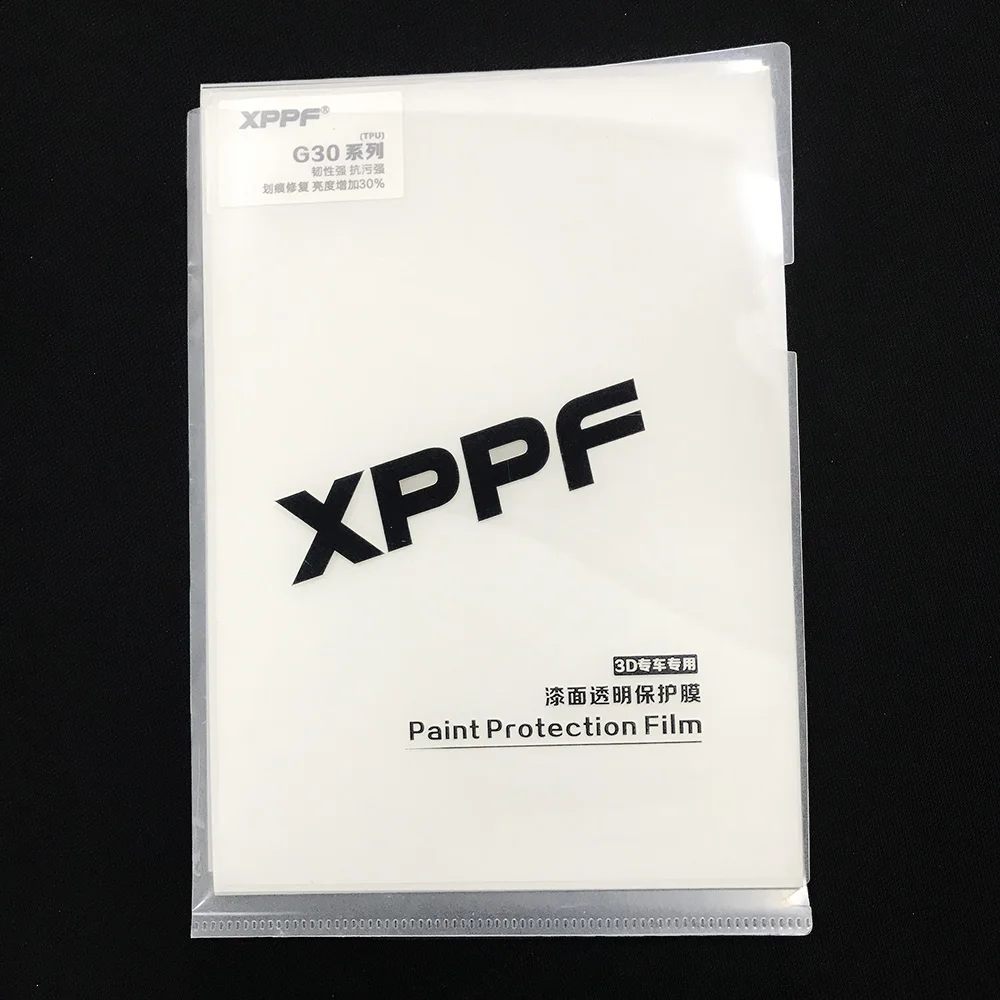 XPPF®
(TPU)
G30 系列
韧性强 抗污强
划痕修复 亮度增加30%
XPPF
3D专车专用
漆面透明保护膜
Paint Protection Film